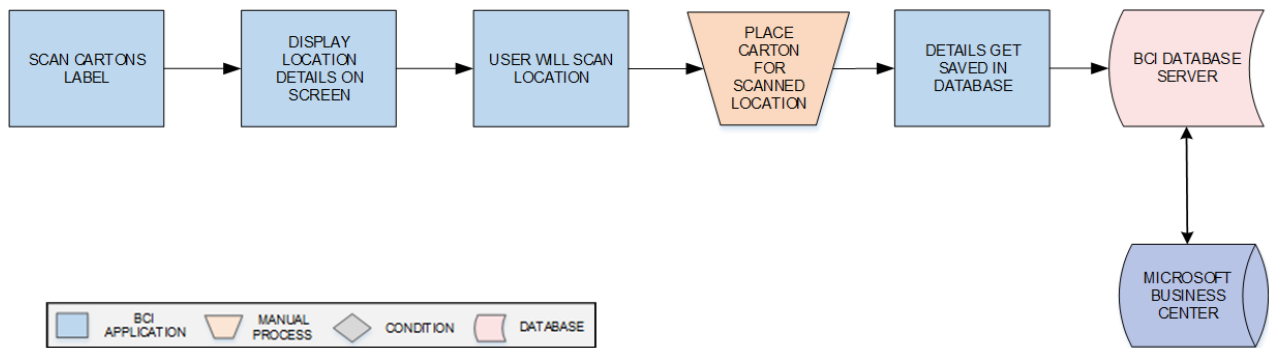 SCAN CARTONS
LABEL
DISPLAY
LOCATION
DETAILS ON
SCREEN
USER WILL SCAN
LOCATION
PLACE
CARTON
FOR
SCANNED
LOCATION
DETAILS GET
SAVED IN
DATABASE
BCI DATABASE
SERVER
MICROSOFT
BUSINESS
CENTER
BCI
APPLICATION
MANUAL
PROCESS
CONDITION
DATABASE